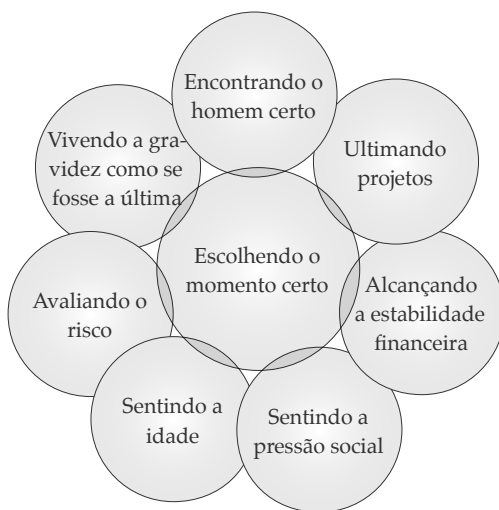 Encontrando o
homem certo
Vivendo a gra-
videz como se
fosse a última
Ultimando
projetos
Escolhendo o
momento certo
Avaliando o
risco
Alcançando
a estabilidade
financeira
Sentindo a
idade
Sentindo a
pressão social